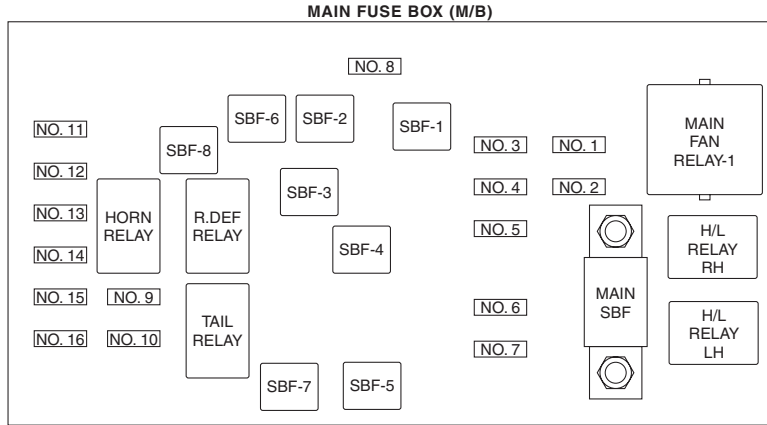 MAIN FUSE BOX (M/B)
NO. 8
SBF-6
SBF-2
SBF-1
NO. 11
SBF-8
NO. 3
NO. 1
MAIN
FAN
RELAY-1
NO. 12
SBF-3
NO. 4
NO. 2
NO. 13
HORN
RELAY
R.DEF
RELAY
SBF-4
NO. 5
H/L
RELAY
RH
NO. 14
NO. 15
NO. 9
MAIN
SBF
NO. 6
NO. 16
NO. 10
TAIL
RELAY
NO. 7
H/L
RELAY
LH
SBF-7
SBF-5